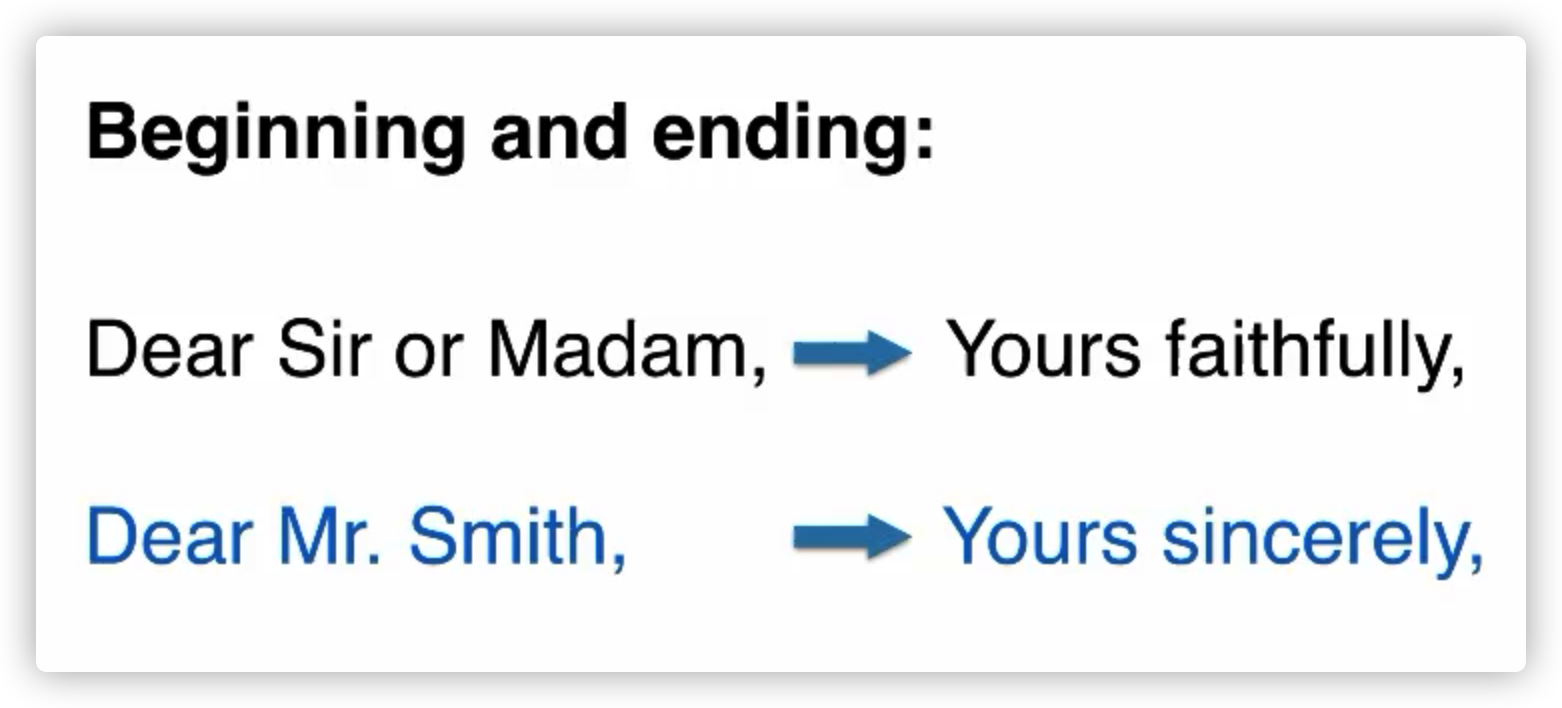 Beginning and ending:
Dear Sir or Madam, Yours faithfully,
Dear Mr. Smith, Yours sincerely,